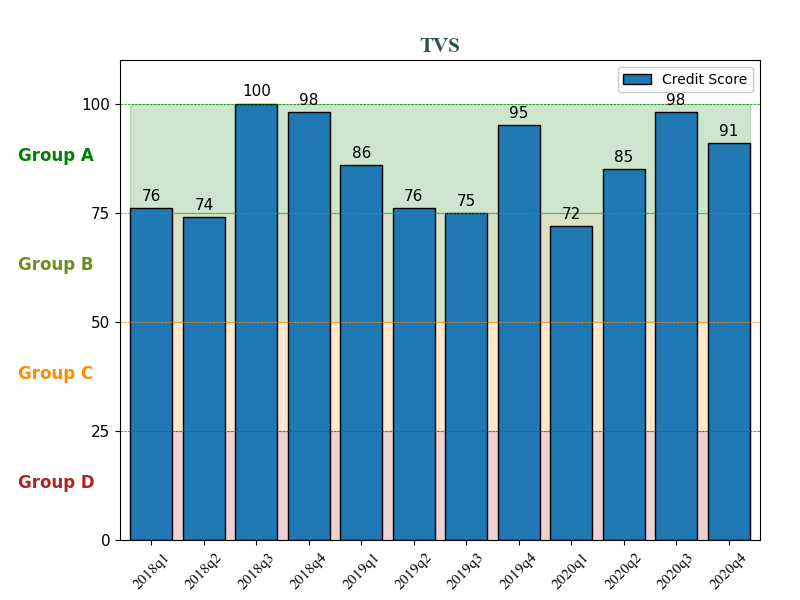 TVS
Credit Score
100
75
50
25
0
Group A
Group B
Group C
Group D
76
74
100
98
86
76
75
95
72
85
98
91
2018q1
2018q2
2018q3
2018q4
2019q1
2019q2
2019q3
2019q4
2020q1
2020q2
2020q3
2020q4